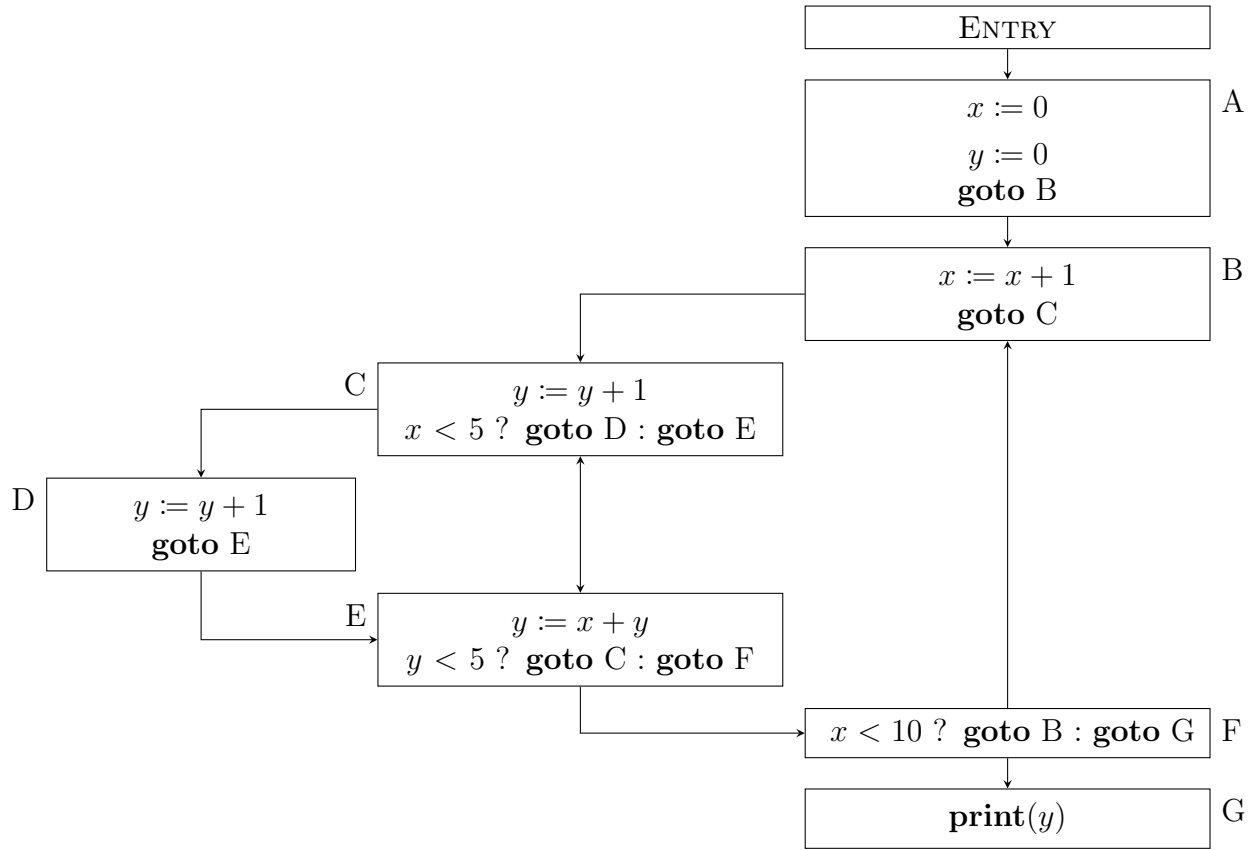 ENTRY
A
x := 0
y := 0
goto B
B
x := x + 1
goto C
C
y := y + 1
x < 5 ? goto D : goto E
D
y := y + 1
goto E
E
y := x + y
y < 5 ? goto C : goto F
x < 10 ? goto B : goto G
F
print(y)
G